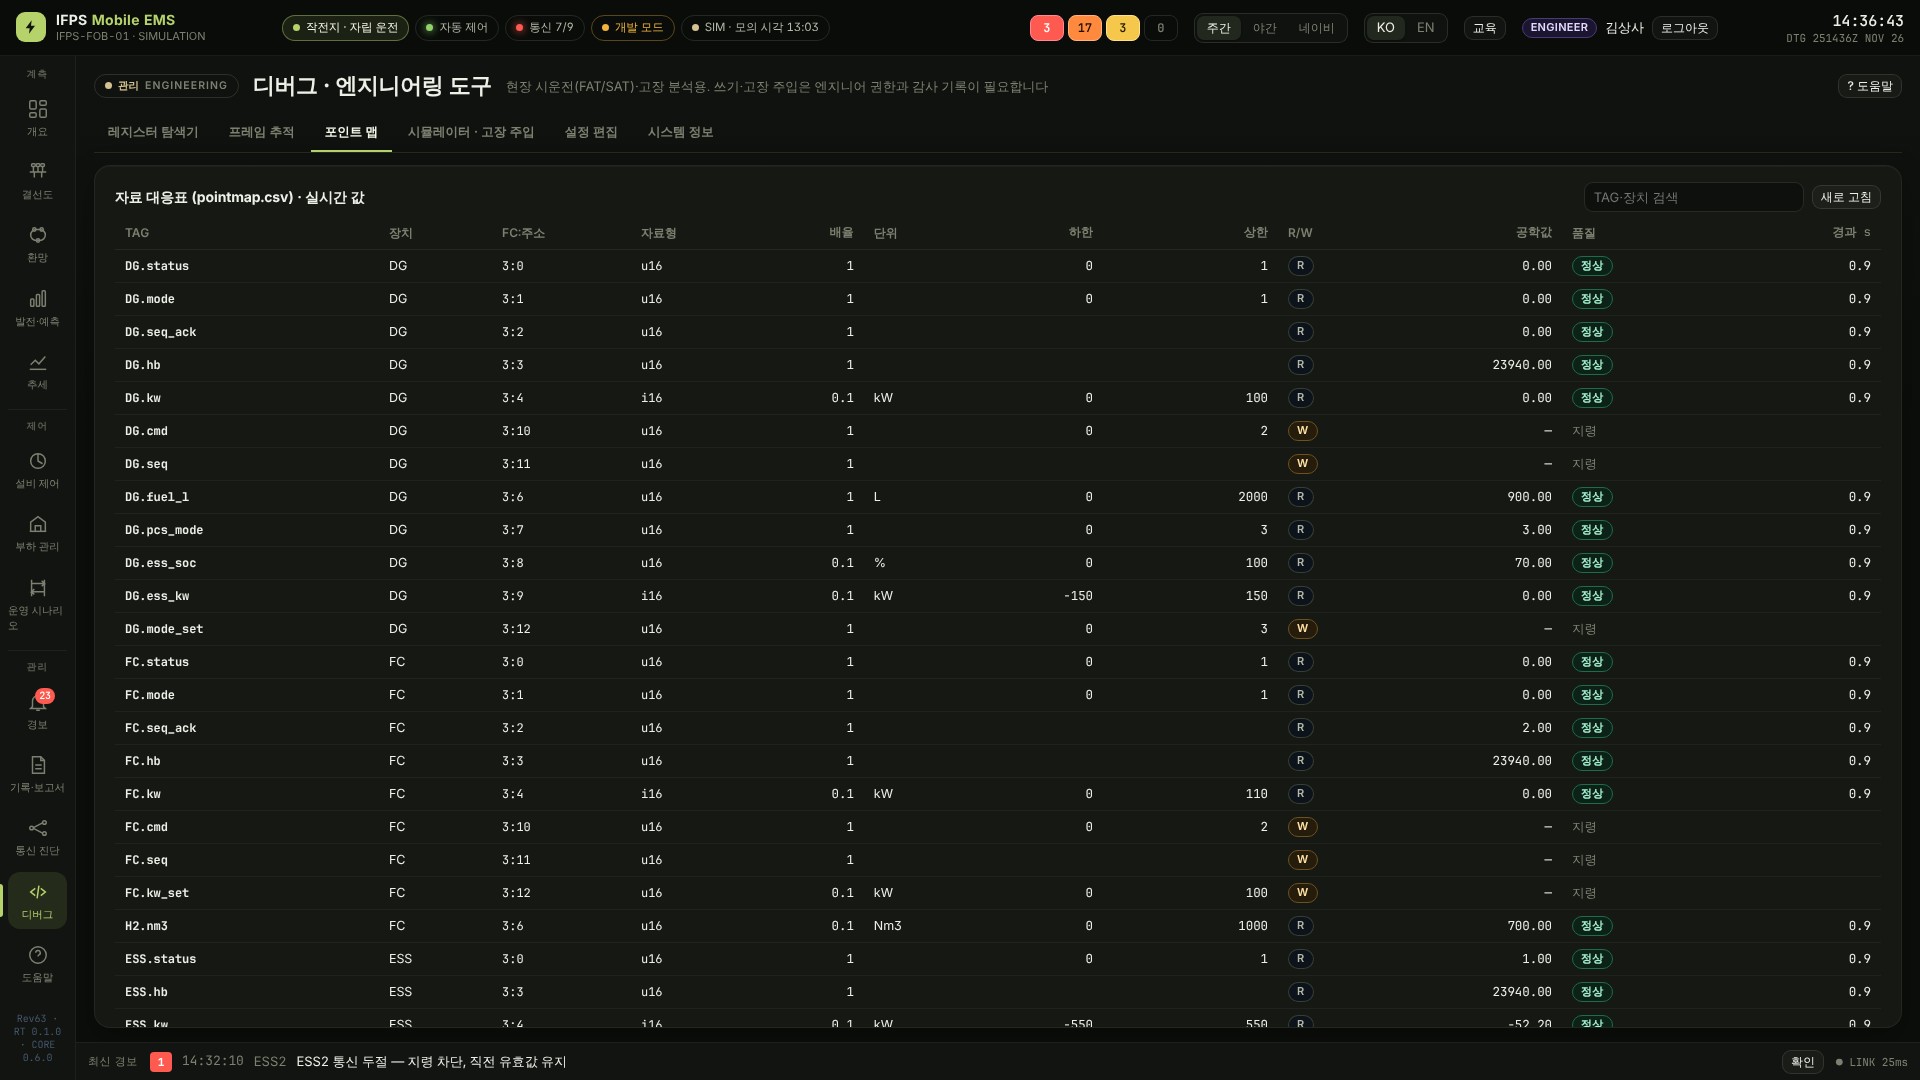 IFPS Mobile EMS
IFPS-FOB-01 · SIMULATION
작전지 · 자립 운전
자동 제어
통신 7/9
개발 모드
SIM · 모의 시각 13:03
3 17 3 0
주간 야간 네이비
KO EN
교육
ENGINEER 김상사 로그아웃
14:36:43
DTG 251436Z NOV 26
계측
개요
결선도
환망
발전·예측
추세
제어
설비 제어
부하 관리
운영 시나리
오
관리
23
경보
기록·보고서
통신 진단
디버그
도움말
Rev63 ·
RT 0.1.0
· CORE
0.6.0
관리 ENGINEERING
디버그 · 엔지니어링 도구
현장 시운전(FAT/SAT)·고장 분석용. 쓰기·고장 주입은 엔지니어 권한과 감사 기록이 필요합니다
? 도움말
레지스터 탐색기 프레임 추적 포인트 맵 시뮬레이터 · 고장 주입 설정 편집 시스템 정보
자료 대응표 (pointmap.csv) · 실시간 값
TAG·장치 검색
새로 고침
TAG 장치 FC:주소 자료형 배율 단위 하한 상한 R/W 공학값 품질 경과 s
DG.status DG 3:0 u16 1 0 1 R 0.00 정상 0.9
DG.mode DG 3:1 u16 1 0 1 R 0.00 정상 0.9
DG.seq_ack DG 3:2 u16 1 R 0.00 정상 0.9
DG.hb DG 3:3 u16 1 R 23940.00 정상 0.9
DG.kw DG 3:4 i16 0.1 kW 0 100 R 0.00 정상 0.9
DG.cmd DG 3:10 u16 1 0 2 W — 지령
DG.seq DG 3:11 u16 1 W — 지령
DG.fuel_l DG 3:6 u16 1 L 0 2000 R 900.00 정상 0.9
DG.pcs_mode DG 3:7 u16 1 0 3 R 3.00 정상 0.9
DG.ess_soc DG 3:8 u16 0.1 % 0 100 R 70.00 정상 0.9
DG.ess_kw DG 3:9 i16 0.1 kW -150 150 R 0.00 정상 0.9
DG.mode_set DG 3:12 u16 1 0 3 W — 지령
FC.status FC 3:0 u16 1 0 1 R 0.00 정상 0.9
FC.mode FC 3:1 u16 1 0 1 R 0.00 정상 0.9
FC.seq_ack FC 3:2 u16 1 R 2.00 정상 0.9
FC.hb FC 3:3 u16 1 R 23940.00 정상 0.9
FC.kw FC 3:4 i16 0.1 kW 0 110 R 0.00 정상 0.9
FC.cmd FC 3:10 u16 1 0 2 W — 지령
FC.seq FC 3:11 u16 1 W — 지령
FC.kw_set FC 3:12 u16 0.1 kW 0 100 W — 지령
H2.nm3 FC 3:6 u16 0.1 Nm3 0 1000 R 700.00 정상 0.9
ESS.status ESS 3:0 u16 1 0 1 R 1.00 정상 0.9
ESS.hb ESS 3:3 u16 1 R 23940.00 정상 0.9
ESS.kw ESS 3:4 i16 0.1 kW -550 550 R -52.20 정상 0.9
최신 경보 1 14:32:10 ESS2 ESS2 통신 두절 — 지령 차단, 직전 유효값 유지
확인
LINK 25ms